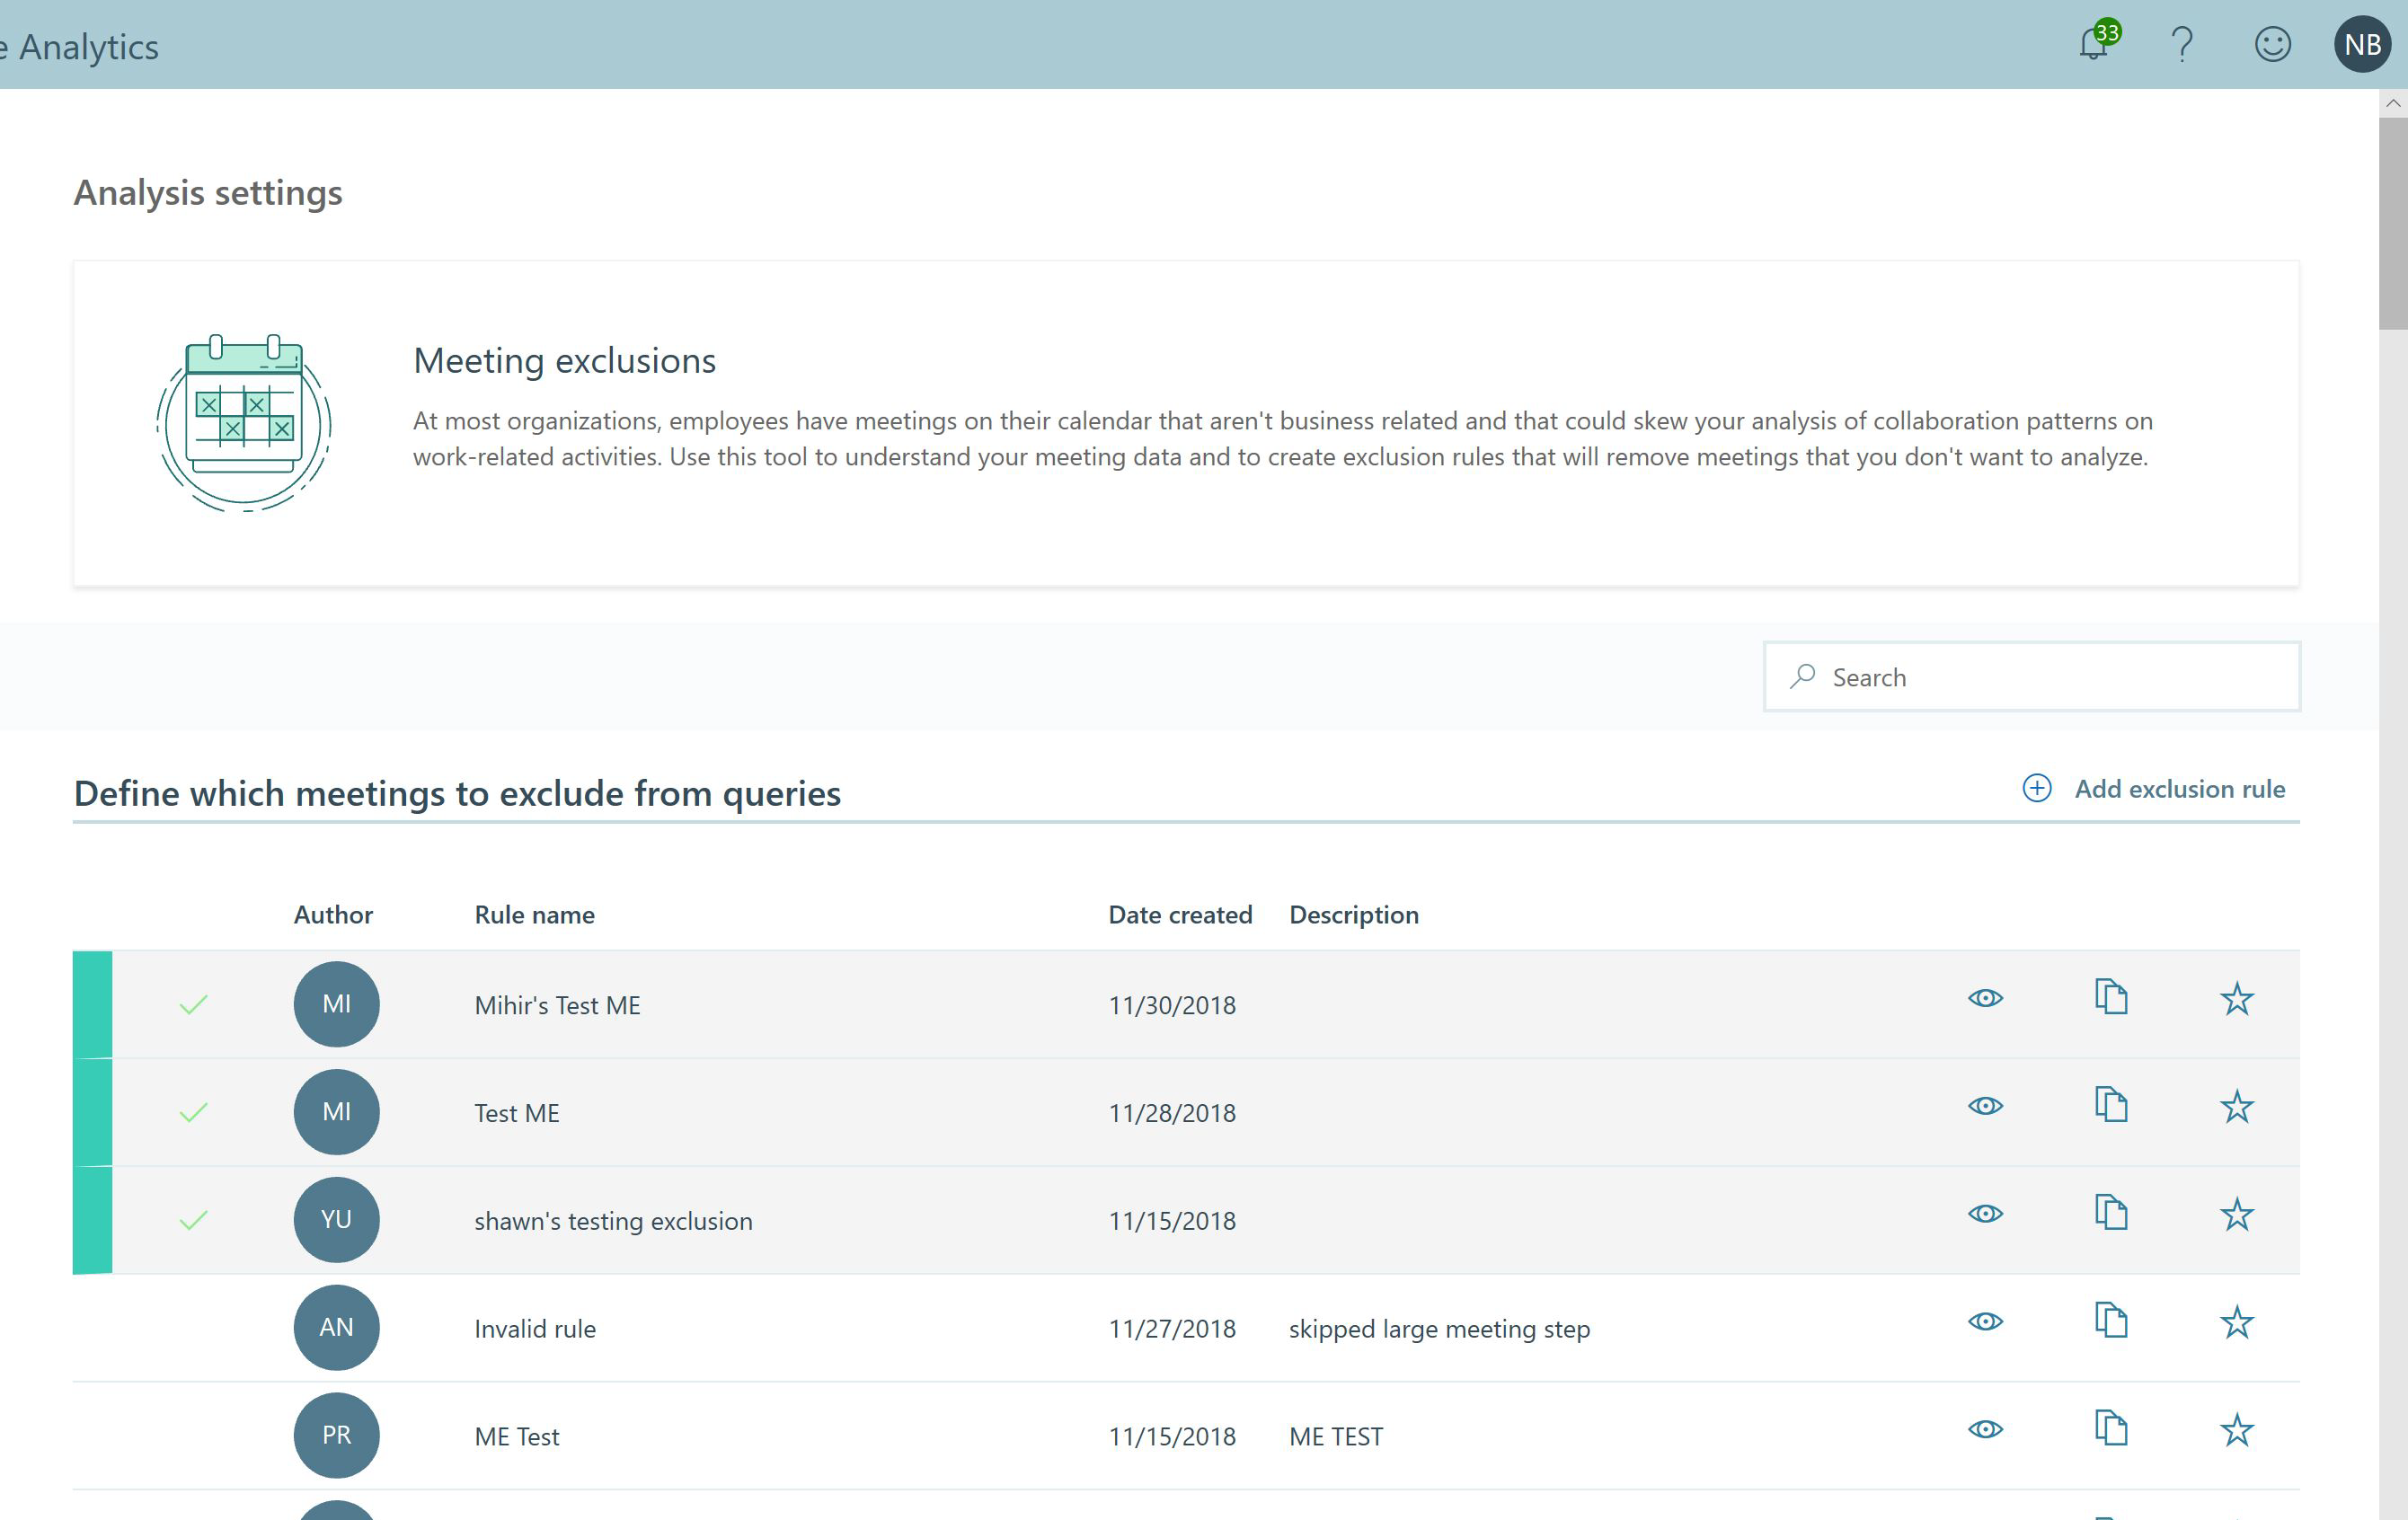 e Analytics
33
NB
Analysis settings
Meeting exclusions
At most organizations, employees have meetings on their calendar that aren't business related and that could skew your analysis of collaboration patterns on
work-related activities. Use this tool to understand your meeting data and to create exclusion rules that will remove meetings that you don't want to analyze.
Search
Define which meetings to exclude from queries
Add exclusion rule
Author Rule name Date created Description
MI Mihir's Test ME 11/30/2018
MI Test ME 11/28/2018
YU shawn's testing exclusion 11/15/2018
AN Invalid rule 11/27/2018 skipped large meeting step
PR ME Test 11/15/2018 ME TEST